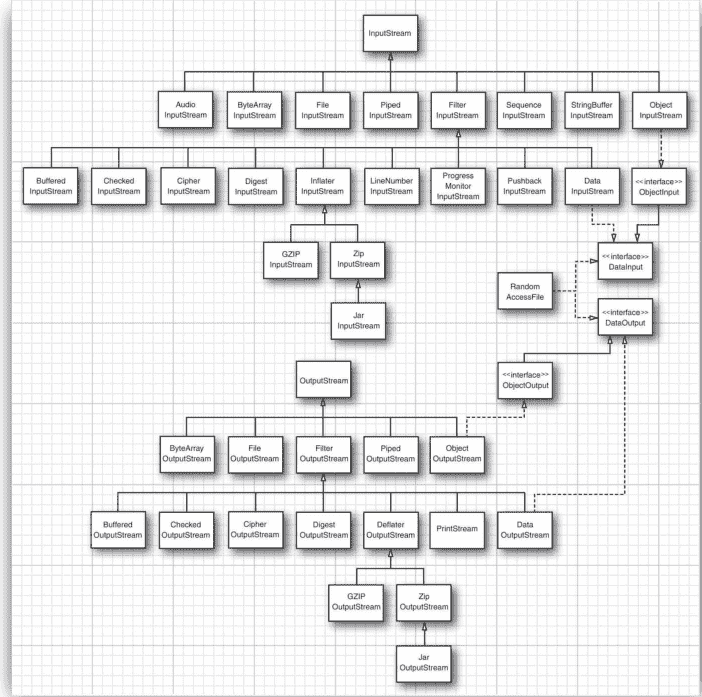 InputStream
Audio
InputStream
ByteArray
InputStream
File
InputStream
Piped
InputStream
Filter
InputStream
Sequence
InputStream
StringBuffer
InputStream
Object
InputStream
Buffered
InputStream
Checked
InputStream
Cipher
InputStream
Digest
InputStream
Inflater
InputStream
LineNumber
InputStream
Progress
Monitor
InputStream
Pushback
InputStream
Data
InputStream
<<interface>>
ObjectInput
GZIP
InputStream
Zip
InputStream
<<interface>>
DataInput
Random
AccessFile
Jar
InputStream
<<interface>>
DataOutput
OutputStream
<<interface>>
ObjectOutput
ByteArray
OutputStream
File
OutputStream
Filter
OutputStream
Piped
OutputStream
Object
OutputStream
Buffered
OutputStream
Checked
OutputStream
Cipher
OutputStream
Digest
OutputStream
Deflater
OutputStream
PrintStream
Data
OutputStream
GZIP
OutputStream
Zip
OutputStream
Jar
OutputStream